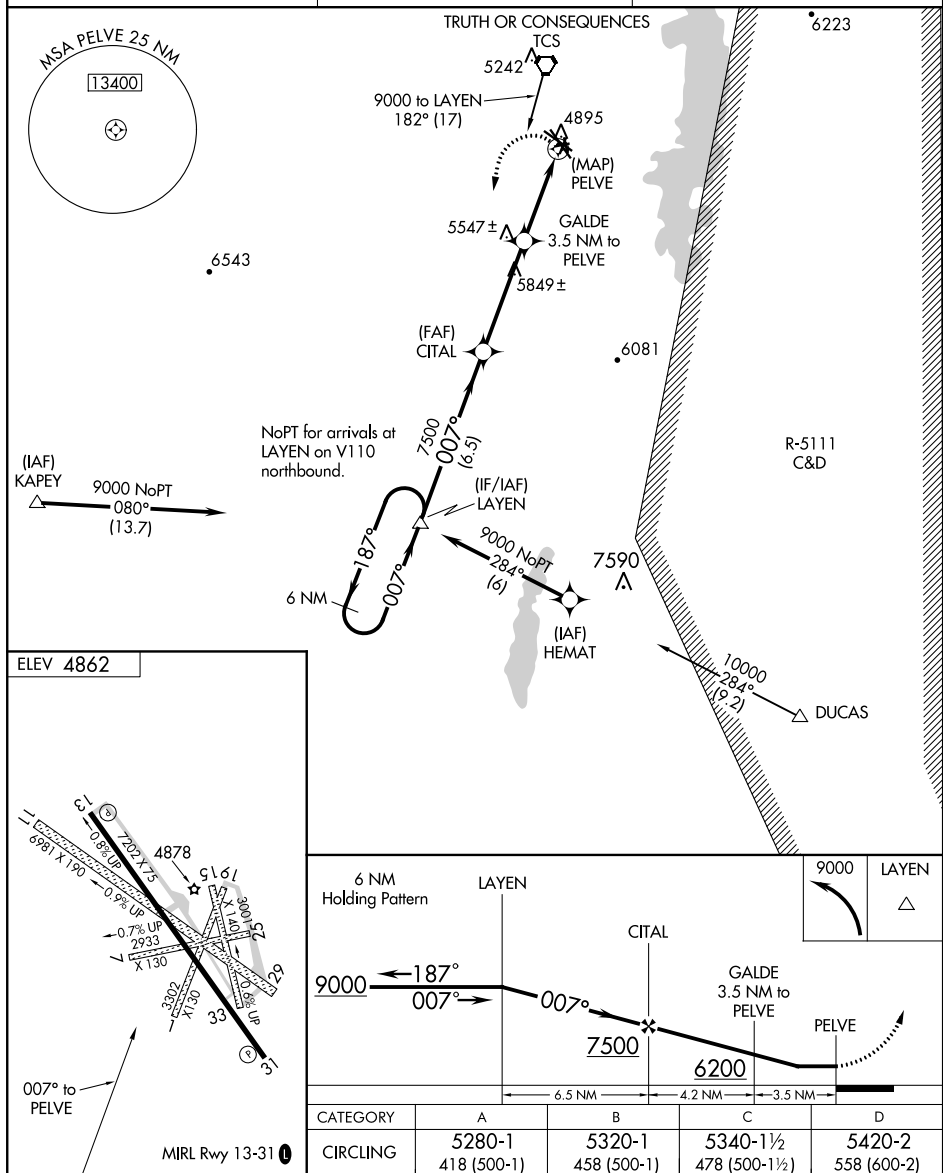 TRUTH OR CONSEQUENCES
TCS
6223
MSA PELVE 25 NM
13400
5242
9000 to LAYEN
182° (17)
4895
(MAP)
PELVE
5547 ±
GALDE
3.5 NM to
PELVE
6543
5849 ±
(FAF)
CITAL
6081
NoPT for arrivals at
LAYEN on V110
northbound.
7500
007°
(6.5)
R-5111
C&D
(IAF)
KAPEY
9000 NoPT
080°
(13.7)
(IF/IAF)
LAYEN
187°
007°
6 NM
9000 NoPT
284°
(6)
7590
(IAF)
HEMAT
10000
284°
(9.2)
DUCAS
ELEV 4862
13
11
P
0.8% UP
7202 X 75
6981 X 190
4878
0.9% UP
19
15
3001
X 140
25
0.7% UP
2933
X 130
7
29
0.6% UP
3302
X130
1
33
P
31
007° to
PELVE
MIRL Rwy 13-31 L
6 NM
Holding Pattern
LAYEN
9000
LAYEN
CITAL
9000
187°
007°
007°
GALDE
3.5 NM to
PELVE
PELVE
7500
6200
6.5 NM
4.2 NM
3.5 NM
CATEGORY A B C D
CIRCLING 5280-1 5320-1 5340-1½ 5420-2
418 (500-1) 458 (500-1) 478 (500-1½) 558 (600-2)